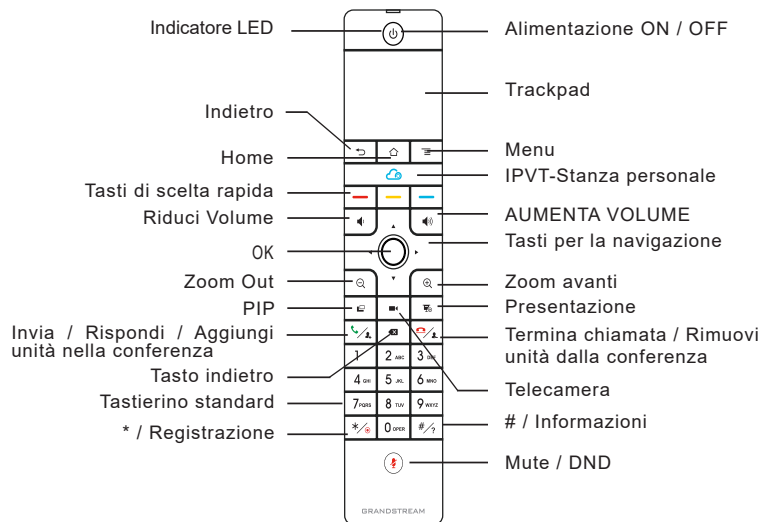 Indicatore LED
Alimentazione ON / OFF
Trackpad
Indietro
Menu
Home
IPVT-Stanza personale
Tasti di scelta rapida
Riduci Volume
AUMENTA VOLUME
Tasti per la navigazione
OK
Zoom Out
Zoom avanti
PIP
Presentazione
Invia / Rispondi / Aggiungi
unità nella conferenza
Termina chiamata / Rimuovi
unità dalla conferenza
Tasto indietro
Telecamera
Tastierino standard
# / Informazioni
* / Registrazione
Mute / DND
1 2 ABC 3 DEF
4 GHI 5 JKL 6 MNO
7 PQRS 8 TUV 9 WXYZ
* 0 OPER #/?
GRANDSTREAM